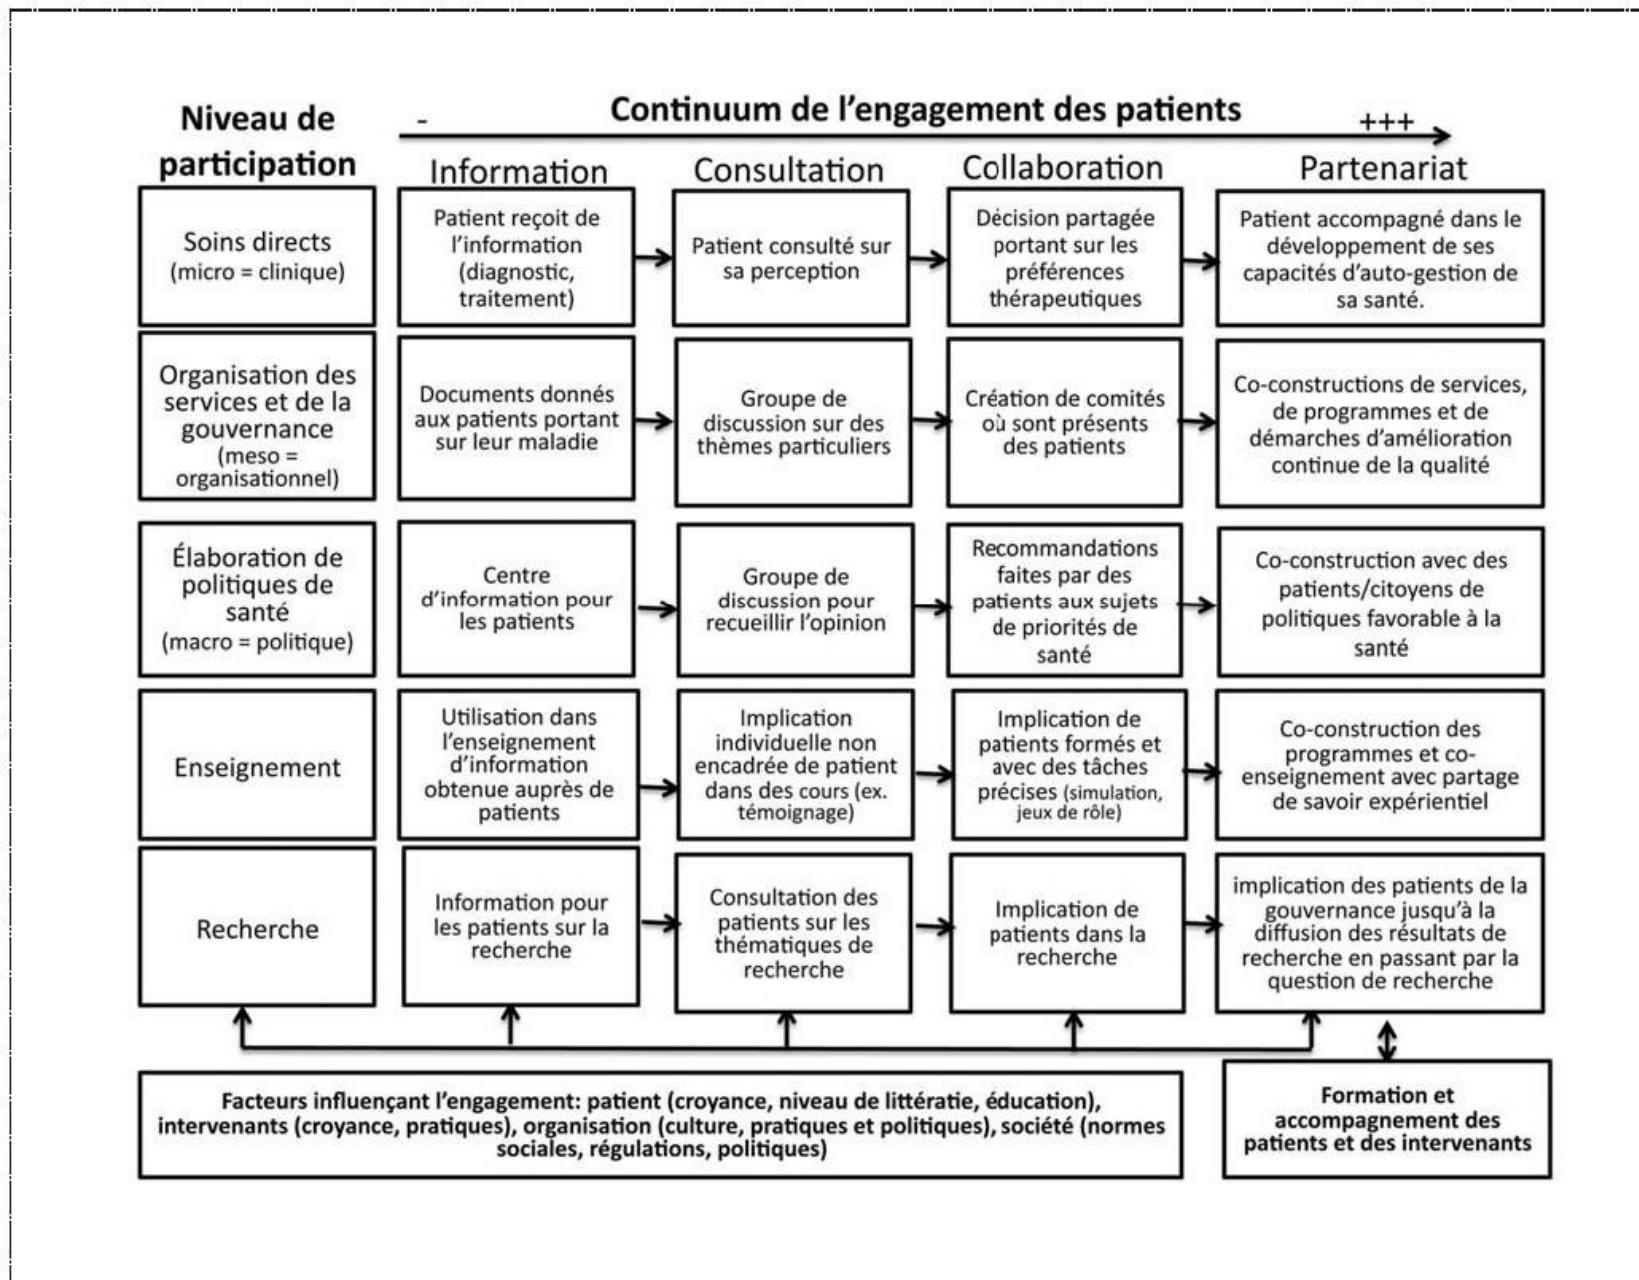 Niveau de
participation
Continuum de l'engagement des patients
-
+++
Information
Consultation
Collaboration
Partenariat
Soins directs
(micro = clinique)
Patient reçoit de
l'information
(diagnostic,
traitement)
Patient consulté sur
sa perception
Décision partagée
portant sur les
préférences
thérapeutiques
Patient accompagné dans le
développement de ses
capacités d'auto-gestion de
sa santé.
Organisation des
services et de la
gouvernance
(meso =
organisationnel)
Documents donnés
aux patients portant
sur leur maladie
Groupe de
discussion sur des
thèmes particuliers
Création de comités
où sont présents
des patients
Co-constructions de services,
de programmes et de
démarches d'amélioration
continue de la qualité
Élaboration de
politiques de
santé
(macro = politique)
Centre
d'information pour
les patients
Groupe de
discussion pour
recueillir l'opinion
Recommandations
faites par des
patients aux sujets
de priorités de
santé
Co-construction avec des
patients/citoyens de
politiques favorable à la
santé
Enseignement
Utilisation dans
l'enseignement
d'information
obtenue auprès de
patients
Implication
individuelle non
encadrée de patient
dans des cours (ex.
témoignage)
Implication de
patients formés et
avec des tâches
précises (simulation,
jeux de rôle)
Co-construction des
programmes et co-
enseignement avec partage
de savoir expérientiel
Recherche
Information pour
les patients sur la
recherche
Consultation des
patients sur les
thématiques de
recherche
Implication de
patients dans la
recherche
implication des patients de la
gouvernance jusqu'à la
diffusion des résultats de
recherche en passant par la
question de recherche
Facteurs influençant l'engagement: patient (croyance, niveau de littératie, éducation),
intervenants (croyance, pratiques), organisation (culture, pratiques et politiques), société (normes
sociales, régulations, politiques)
Formation et
accompagnement des
patients et des intervenants